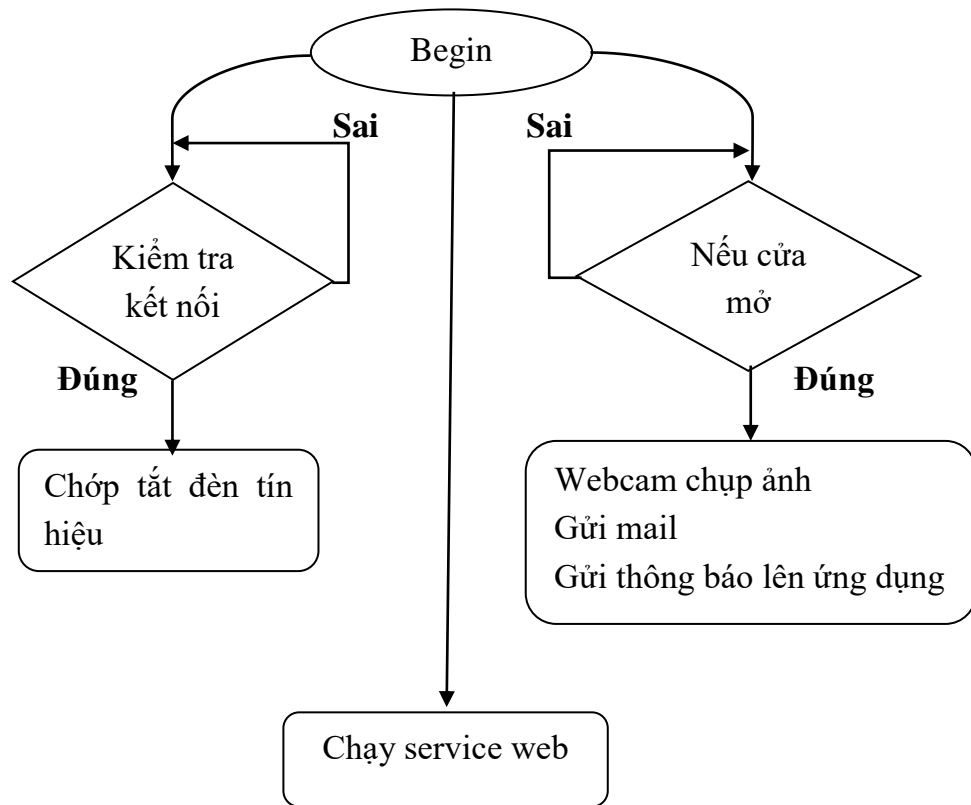 Begin
Sai
Sai
Kiểm tra
kết nối
Nếu cửa
mở
Đúng
Đúng
Chớp tắt đèn tín
hiệu
Webcam chụp ảnh
Gửi mail
Gửi thông báo lên ứng dụng
Chạy service web